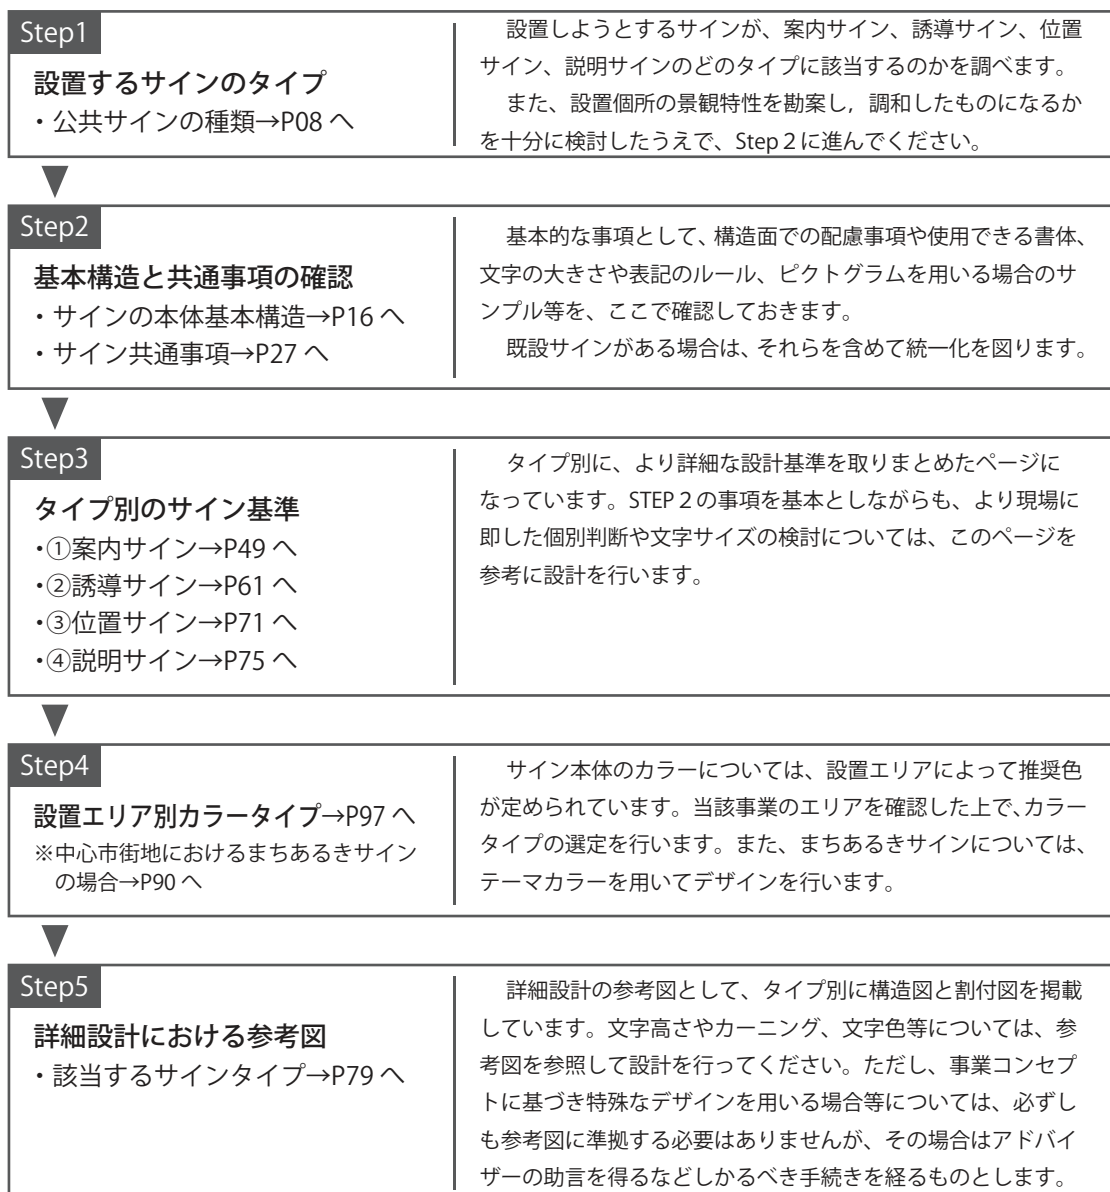 Step1
設置するサインのタイプ
・公共サインの種類→P08 へ
設置しようとするサインが、案内サイン、誘導サイン、位置
サイン、説明サインのどのタイプに該当するのかを調べます。
また、設置個所の景観特性を勘案し，調和したものになるか
を十分に検討したうえで、Step２に進んでください。
Step2
基本構造と共通事項の確認
・サインの本体基本構造→P16 へ
・サイン共通事項→P27 へ
基本的な事項として、構造面での配慮事項や使用できる書体、
文字の大きさや表記のルール、ピクトグラムを用いる場合のサ
ンプル等を、ここで確認しておきます。
既設サインがある場合は、それらを含めて統一化を図ります。
Step3
タイプ別のサイン基準
・①案内サイン→P49 へ
・②誘導サイン→P61 へ
・③位置サイン→P71 へ
・④説明サイン→P75 へ
タイプ別に、より詳細な設計基準を取りまとめたページに
なっています。STEP２の事項を基本としながらも、より現場に
即した個別判断や文字サイズの検討については、このページを
参考に設計を行います。
Step4
設置エリア別カラータイプ→P97 へ
※中心市街地におけるまちあるきサイン
の場合→P90 へ
サイン本体のカラーについては、設置エリアによって推奨色
が定められています。当該事業のエリアを確認した上で、カラー
タイプの選定を行います。また、まちあるきサインについては、
テーマカラーを用いてデザインを行います。
Step5
詳細設計における参考図
・該当するサインタイプ→P79 へ
詳細設計の参考図として、タイプ別に構造図と割付図を掲載
しています。文字高さやカーニング、文字色等については、参
考図を参照して設計を行ってください。ただし、事業コンセプ
トに基づき特殊なデザインを用いる場合等については、必ずし
も参考図に準拠する必要はありませんが、その場合はアドバイ
ザーの助言を得るなどしかるべき手続きを経るものとします。